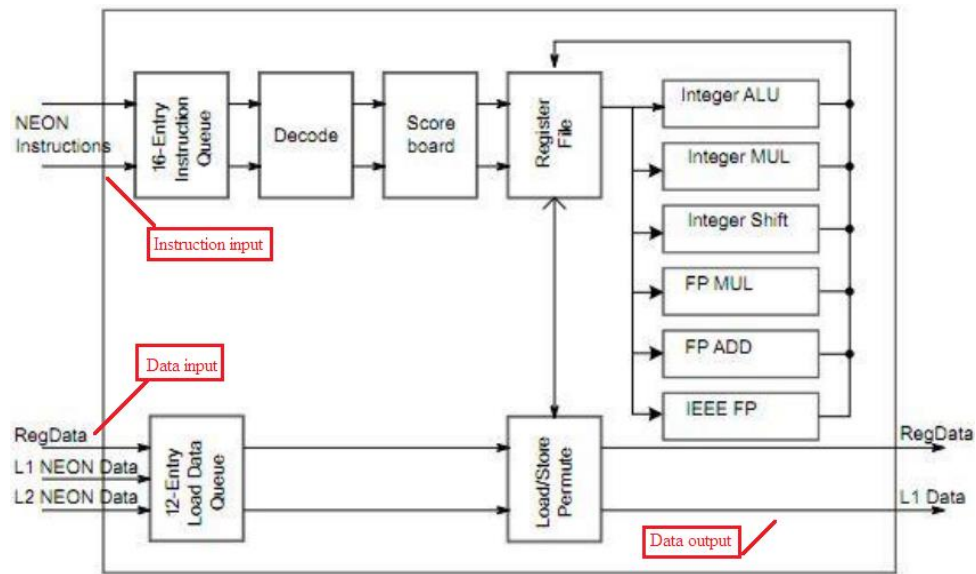 NEON
Instructions
16-Entry
Instruction
Queue
Decode
Score
board
Register
File
Integer ALU
Integer MUL
Integer Shift
FP MUL
FP ADD
IEEE FP
Instruction input
Data input
RegData
L1 NEON Data
L2 NEON Data
12-Entry
Load Data
Queue
Load/Store
Permute
RegData
L1 Data
Data output